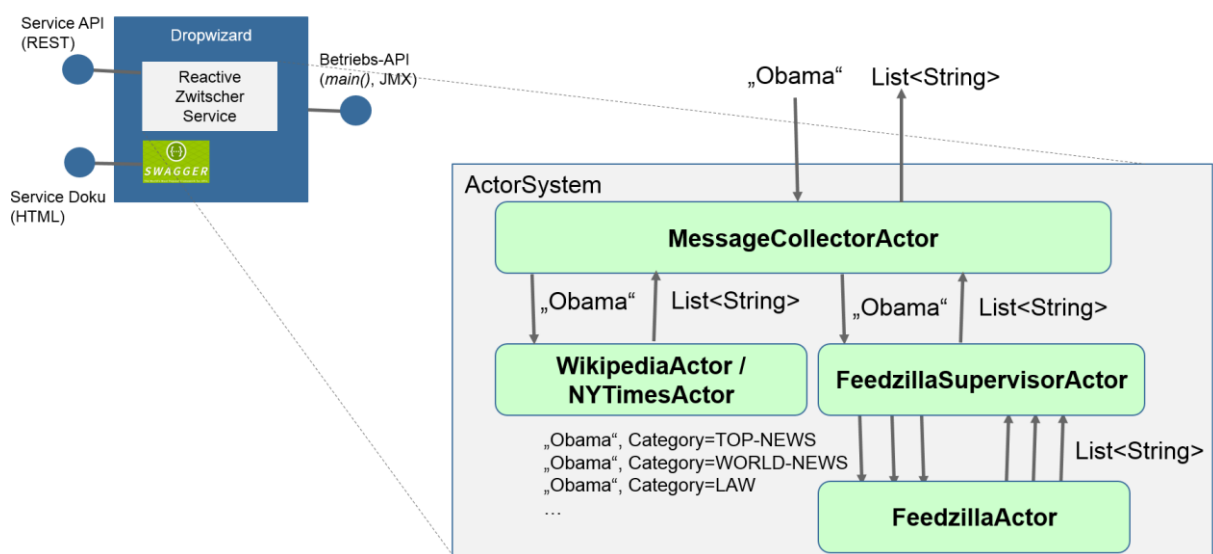 Service API
(REST)
Dropwizard
Reactive
Zwitscher
Service
Betriebs-API
(main(), JMX)
{···}
SWAGGER
Service Doku
(HTML)
„Obama“
List<String>
ActorSystem
MessageCollectorActor
„Obama“
List<String>
„Obama“
List<String>
WikipediaActor /
NYTimesActor
FeedzillaSupervisorActor
„Obama“, Category=TOP-NEWS
„Obama“, Category=WORLD-NEWS
„Obama“, Category=LAW
…
List<String>
FeedzillaActor